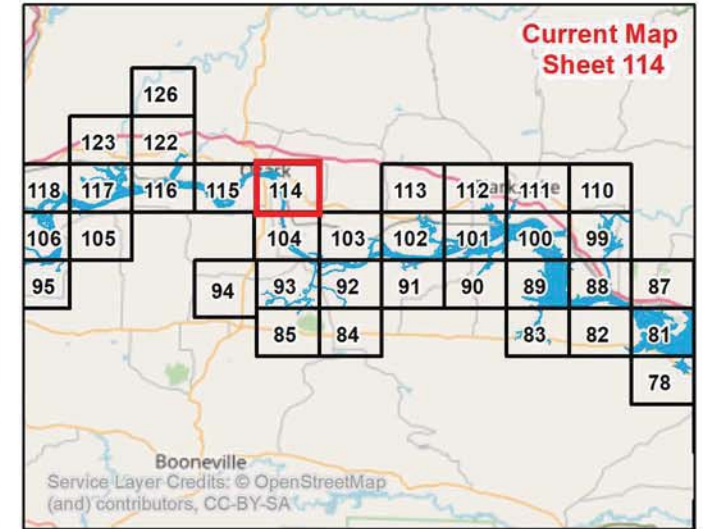 Current Map
Sheet 114
126
123 122
118 117 116 115 114 113 112 111 110
106 105 104 103 102 101 100 99
95 94 93 92 91 90 89 88 87
85 84 83 82 81
78
Booneville
Service Layer Credits: © OpenStreetMap
(and) contributors, CC-BY-SA